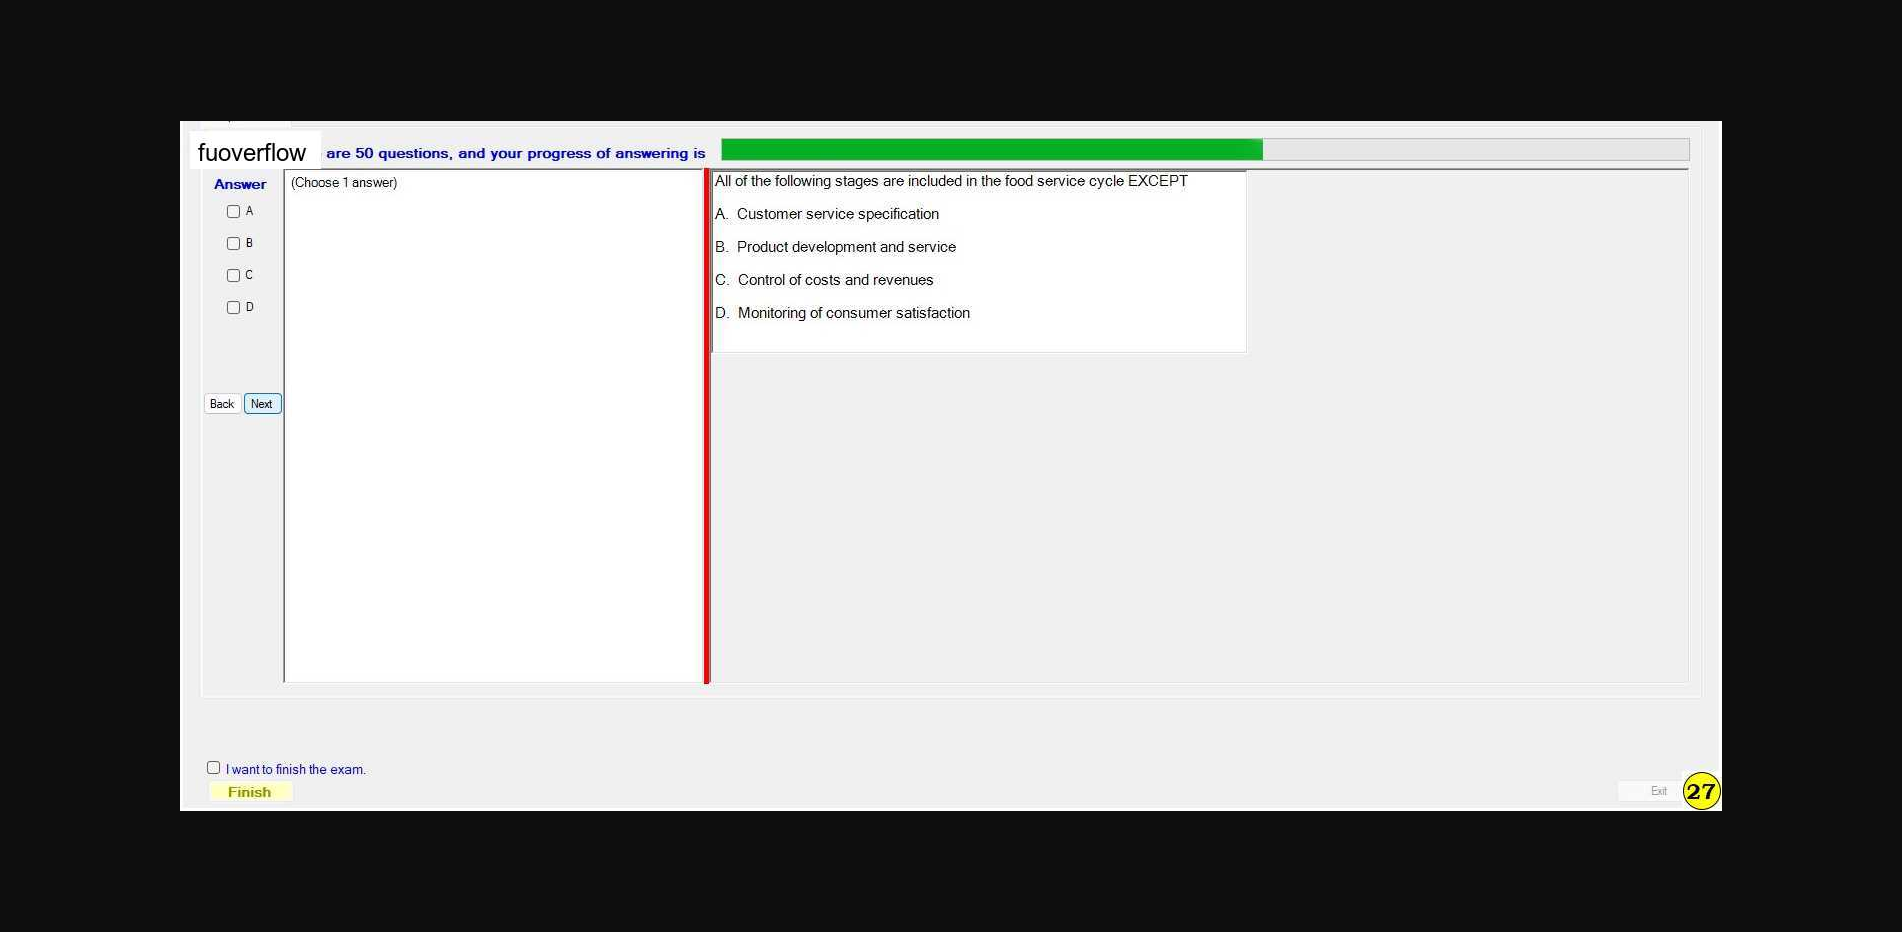 fuoverflow are 50 questions, and your progress of answering is
Answer
(Choose 1 answer)
A
B
C
D
Back Next
All of the following stages are included in the food service cycle EXCEPT
A. Customer service specification
B. Product development and service
C. Control of costs and revenues
D. Monitoring of consumer satisfaction
I want to finish the exam.
Finish
Exit
27